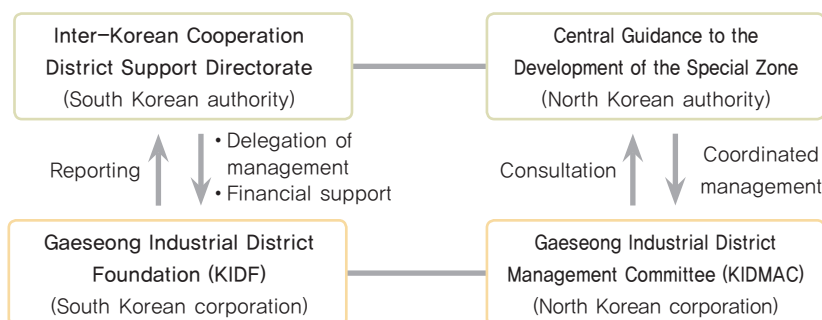 Inter-Korean Cooperation
District Support Directorate
(South Korean authority)
Central Guidance to the
Development of the Special Zone
(North Korean authority)
Reporting
• Delegation of
management
• Financial support
Consultation
Coordinated
management
Gaeseong Industrial District
Foundation (KIDF)
(South Korean corporation)
Gaeseong Industrial District
Management Committee (KIDMAC)
(North Korean corporation)